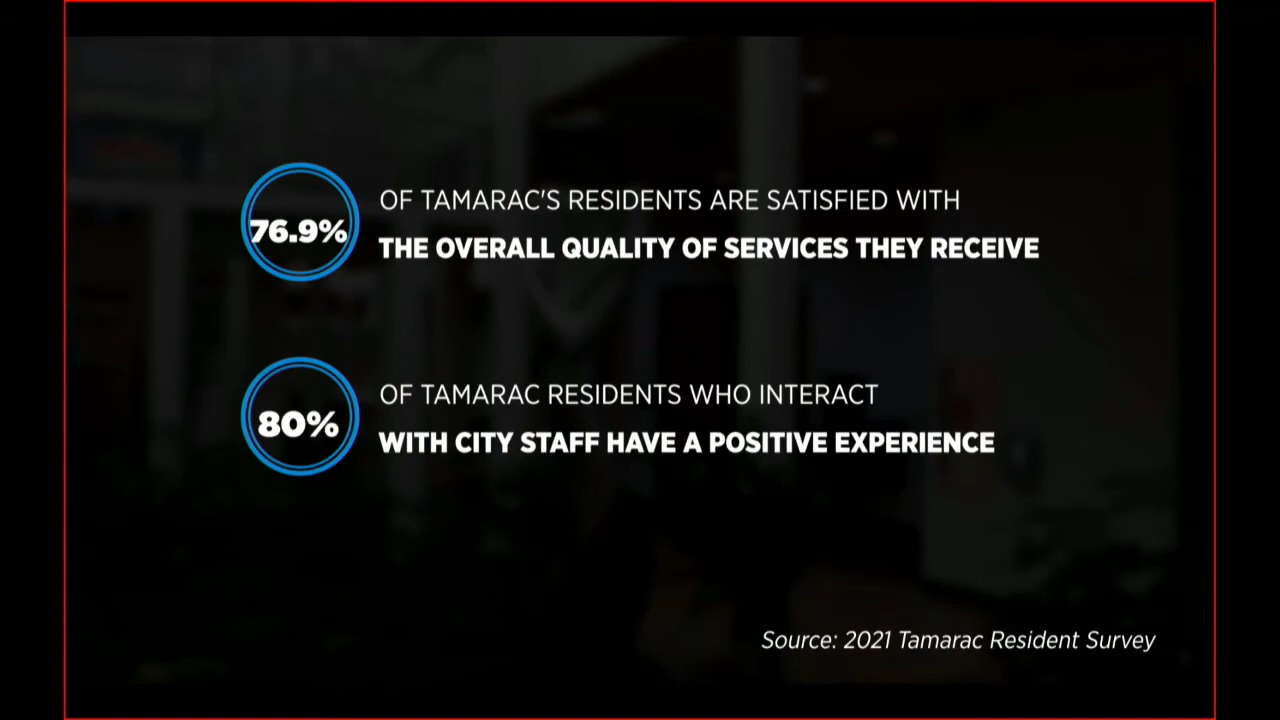 76.9%
OF TAMARAC'S RESIDENTS ARE SATISFIED WITH
THE OVERALL QUALITY OF SERVICES THEY RECEIVE
80%
OF TAMARAC RESIDENTS WHO INTERACT
WITH CITY STAFF HAVE A POSITIVE EXPERIENCE
Source: 2021 Tamarac Resident Survey